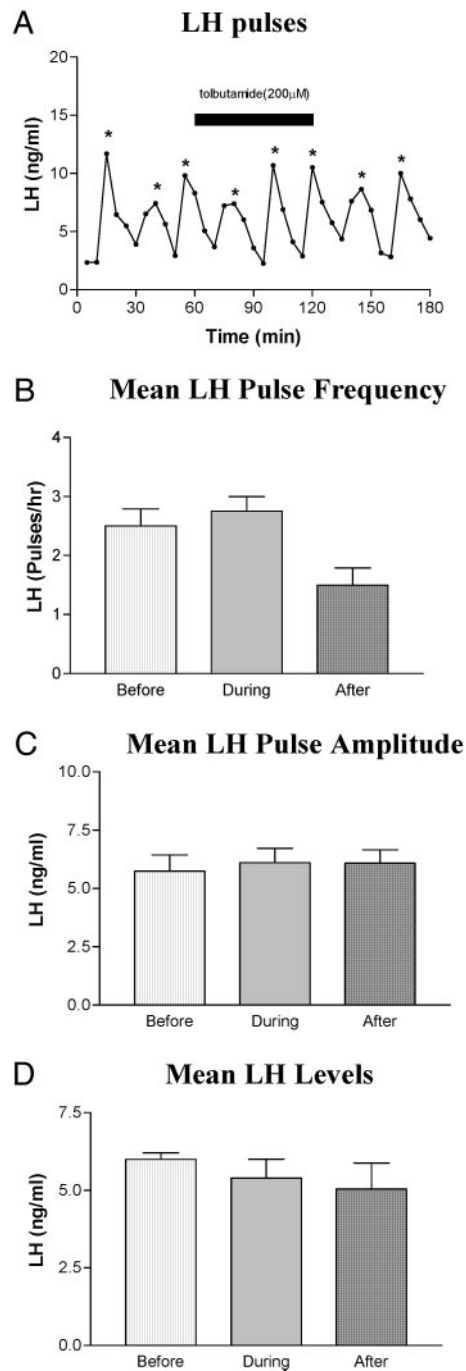 A
LH pulses
tolbutamide(200µM)
LH (ng/ml)
20
15
10
5
0
* * * * * * * *
0 30 60 90 120 150 180
Time (min)
B
Mean LH Pulse Frequency
LH (Pulses/hr)
4
3
2
1
0
Before During After
C
Mean LH Pulse Amplitude
LH (ng/ml)
10.0
7.5
5.0
2.5
0.0
Before During After
D
Mean LH Levels
LH (ng/ml)
7.5
5.0
2.5
0.0
Before During After